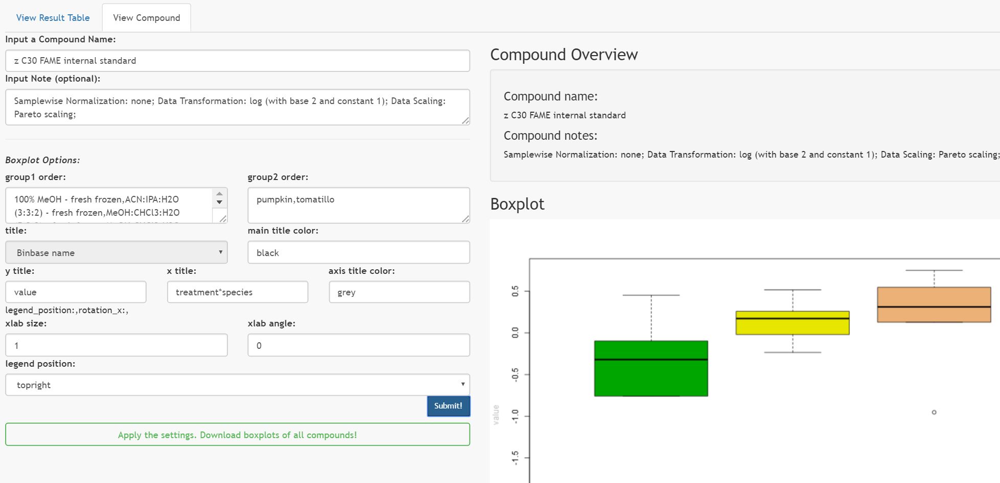 View Result Table
View Compound
Input a Compound Name:
z C30 FAME internal standard
Input Note (optional):
Samplewise Normalization: none; Data Transformation: log (with base 2 and constant 1); Data Scaling:
Pareto scaling;
Boxplot Options:
group1 order:
group2 order:
100% MeOH - fresh frozen,ACN:IPA:H2O
(3:3:2) - fresh frozen,MeOH:CHCl3:H2O
pumpkin,tomatillo
title:
main title color:
Binbase name
black
y title:
x title:
axis title color:
value
treatment*species
grey
legend_position:,rotation_x:,
xlab size:
xlab angle:
1
0
legend position:
topright
Submit!
Apply the settings. Download boxplots of all compounds!
Compound Overview
Compound name:
z C30 FAME internal standard
Compound notes:
Samplewise Normalization: none; Data Transformation: log (with base 2 and constant 1); Data Scaling: Pareto scaling;
Boxplot
0.5
0.0
-0.5
-1.0
-1.5
value